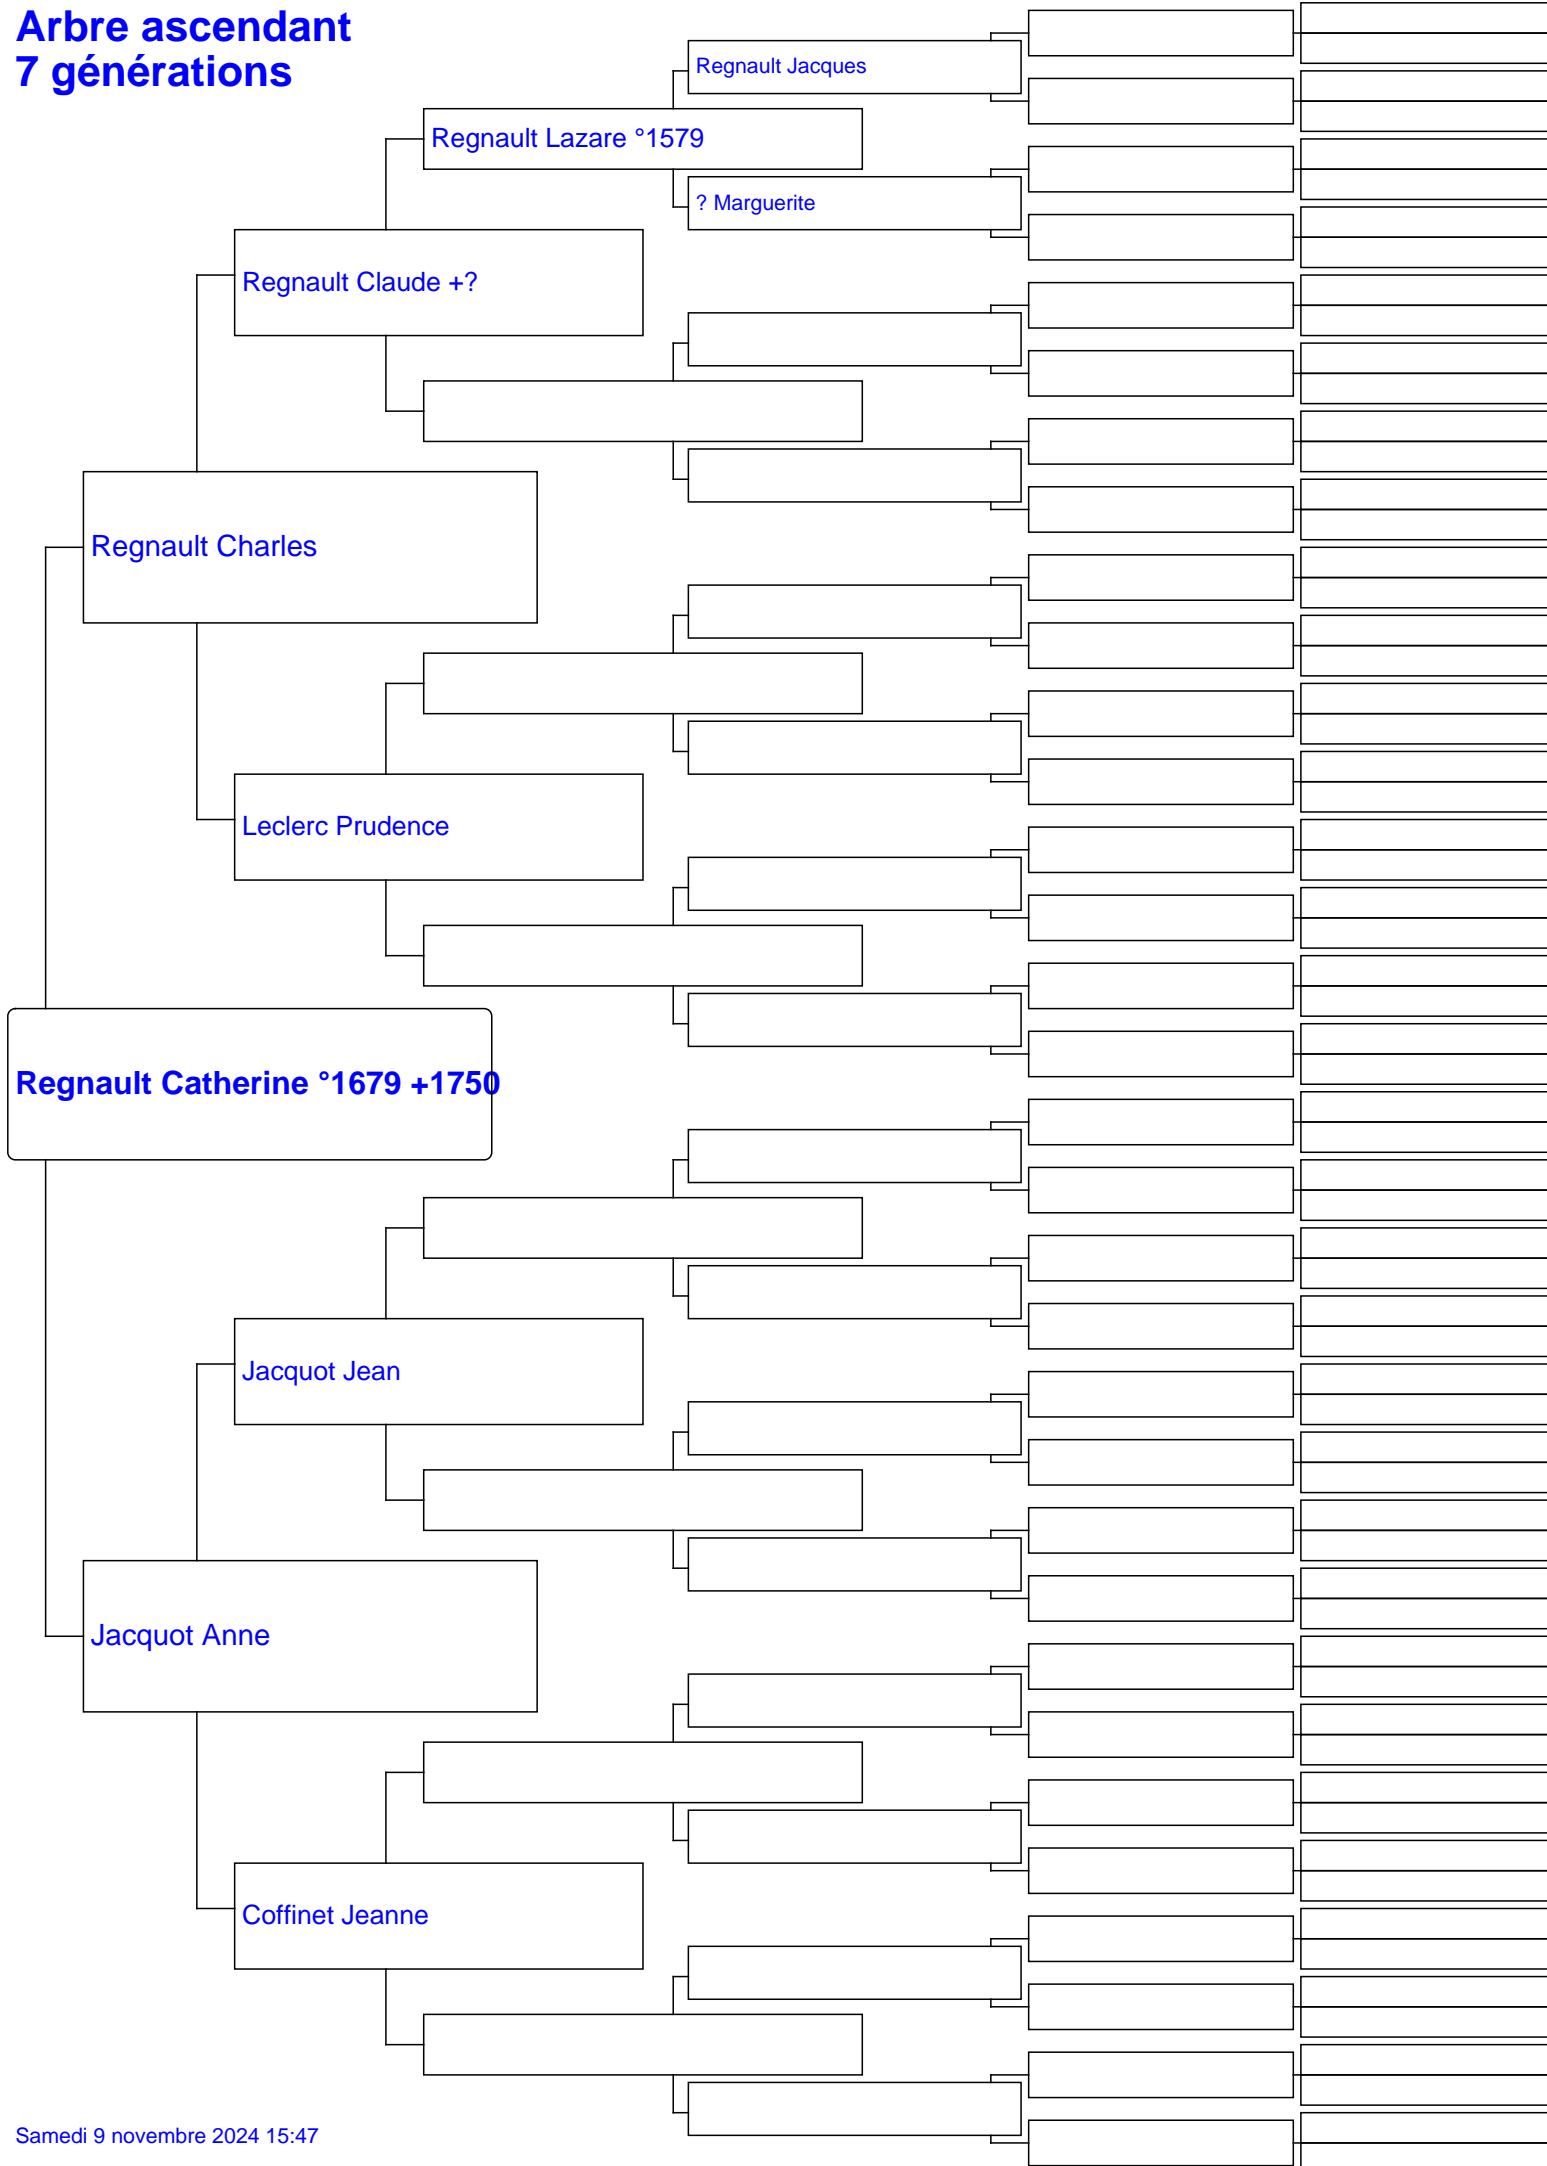 Arbre ascendant
7 générations
Regnault Jacques
Regnault Lazare °1579
? Marguerite
Regnault Claude +?
Regnault Charles
Leclerc Prudence
Regnault Catherine °1679 +1750
Jacquot Jean
Jacquot Anne
Coffinet Jeanne
Samedi 9 novembre 2024 15:47